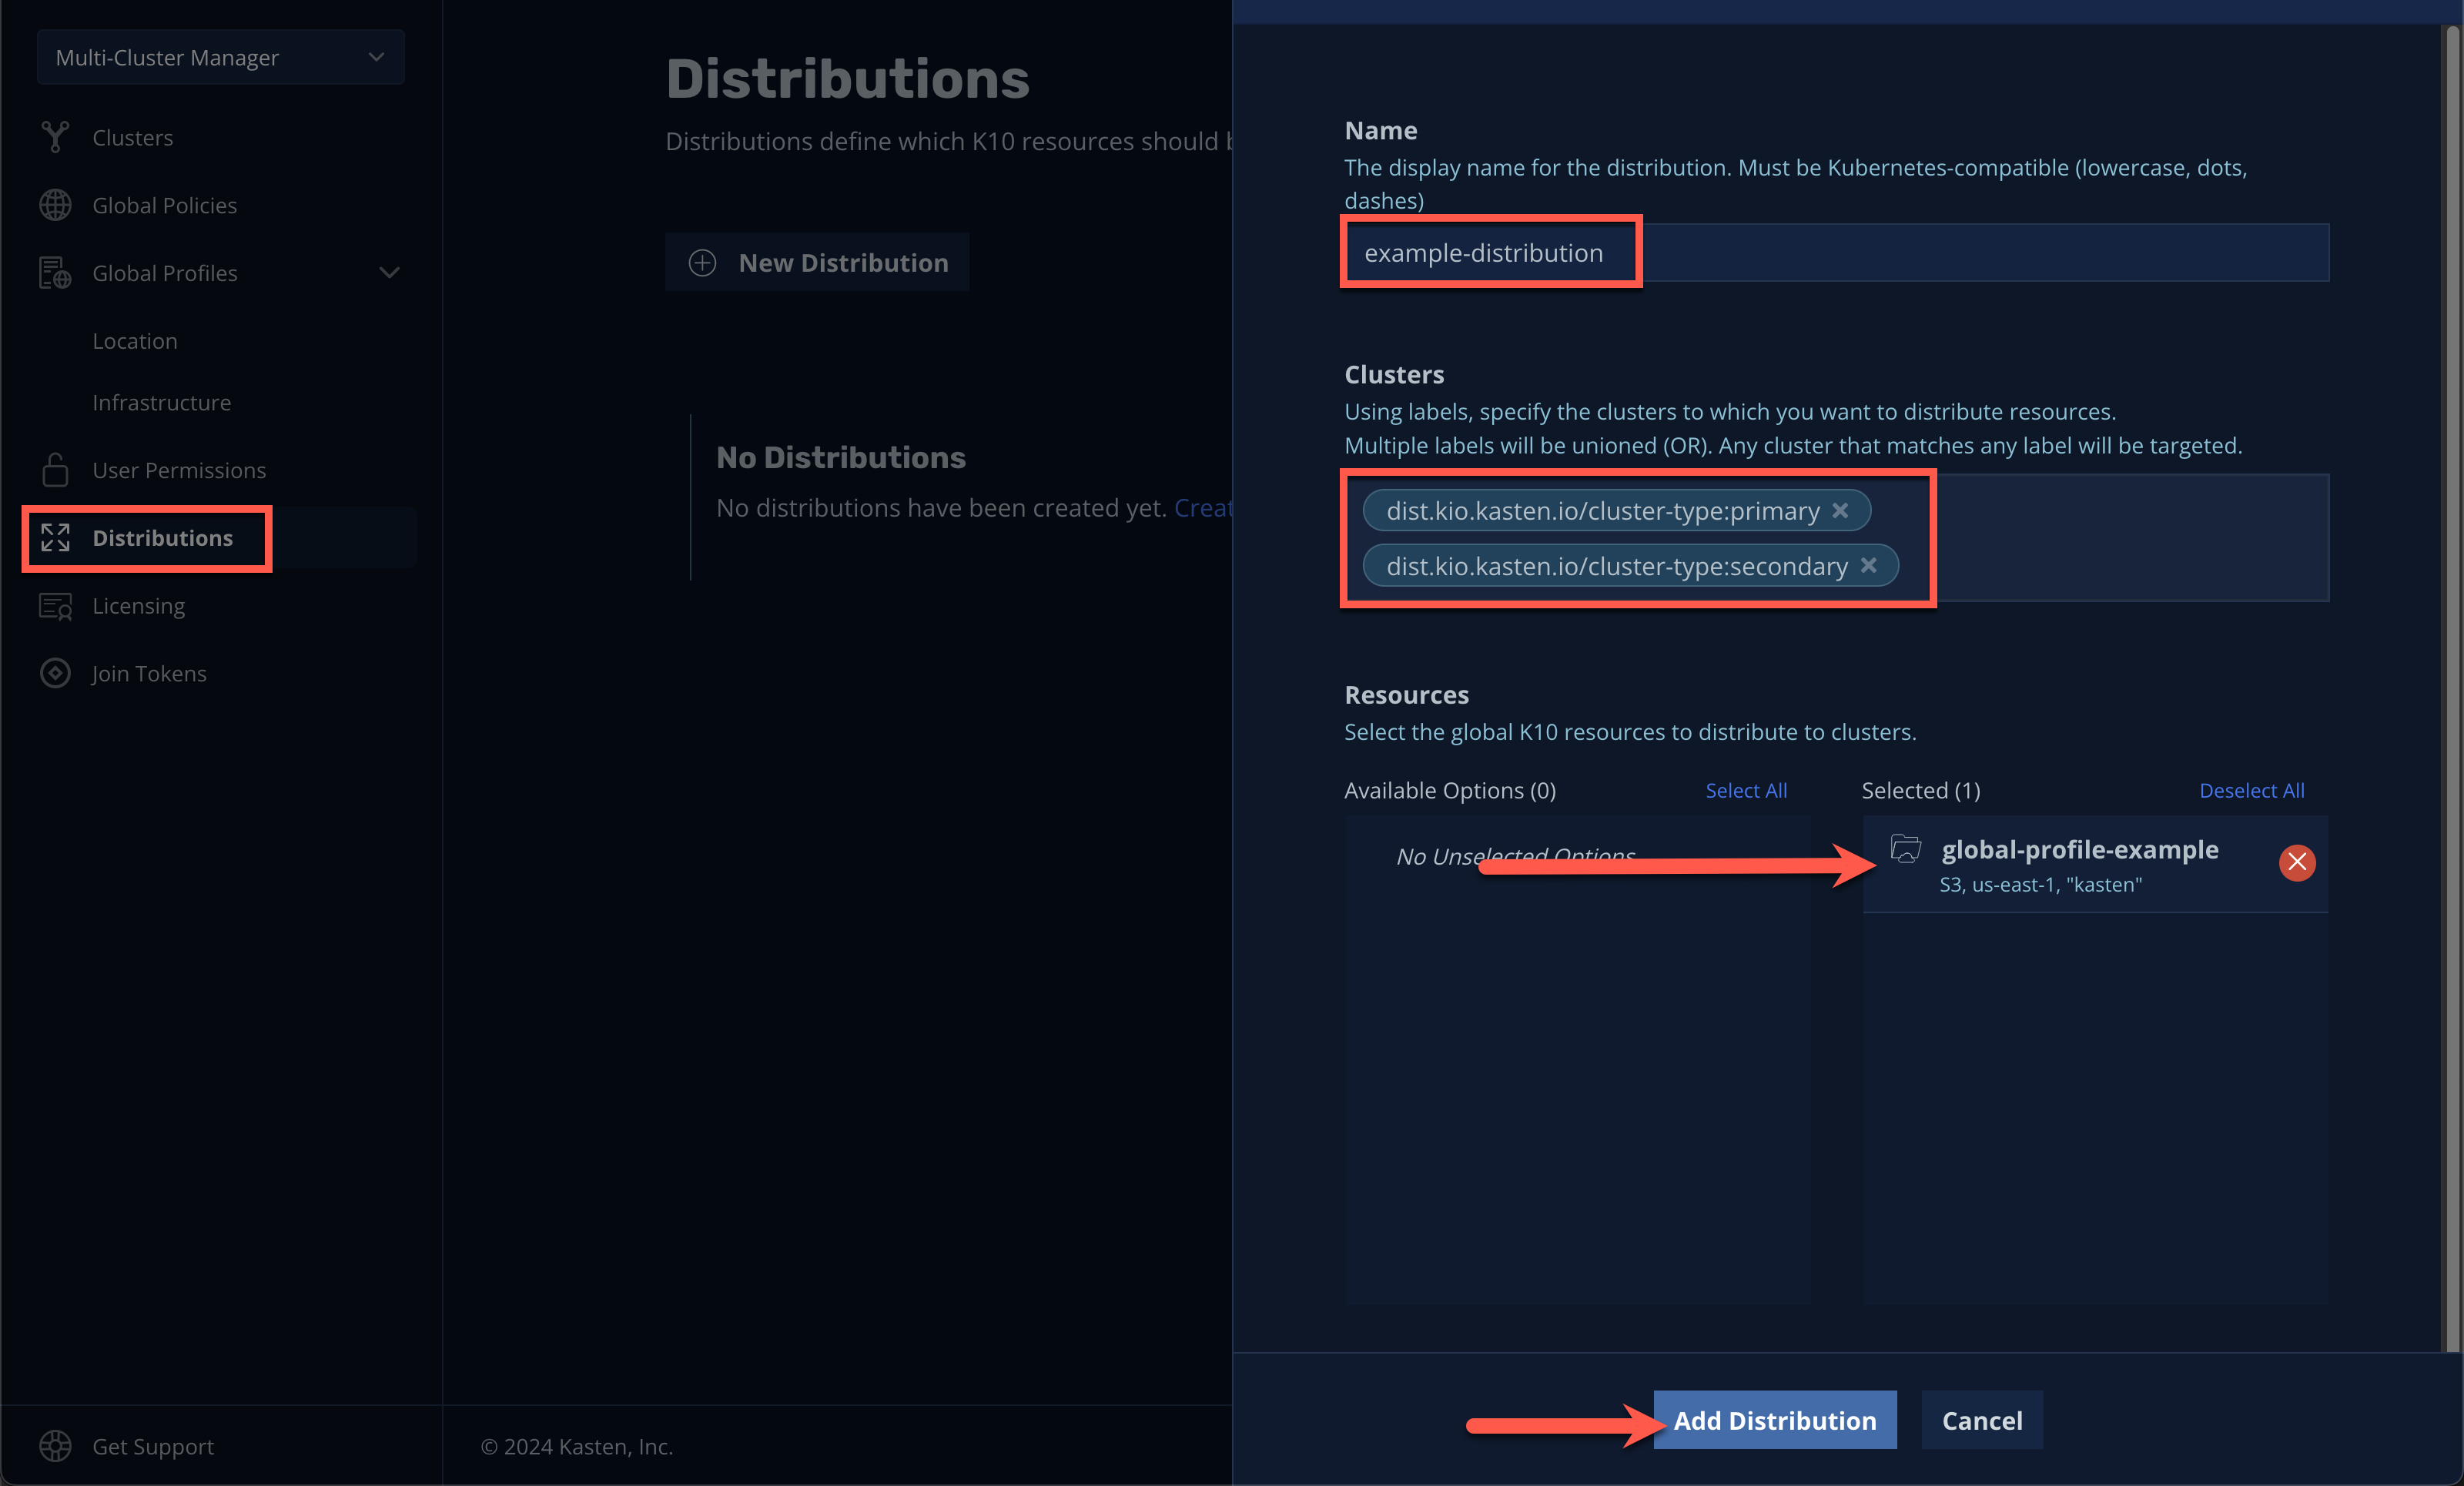 Multi-Cluster Manager
Clusters
Global Policies
Global Profiles
Location
Infrastructure
User Permissions
Distributions
Licensing
Join Tokens
Get Support
Distributions
Distributions define which K10 resources should
New Distribution
No Distributions
No distributions have been created yet. Creat
© 2024 Kasten, Inc.
Name
The display name for the distribution. Must be Kubernetes-compatible (lowercase, dots,
dashes)
example-distribution
Clusters
Using labels, specify the clusters to which you want to distribute resources.
Multiple labels will be unioned (OR). Any cluster that matches any label will be targeted.
dist.kio.kasten.io/cluster-type:primary
dist.kio.kasten.io/cluster-type:secondary
Resources
Select the global K10 resources to distribute to clusters.
Available Options (0) Select All
No Unselected Options
Selected (1) Deselect All
global-profile-example
S3, us-east-1, "kasten"
Add Distribution
Cancel